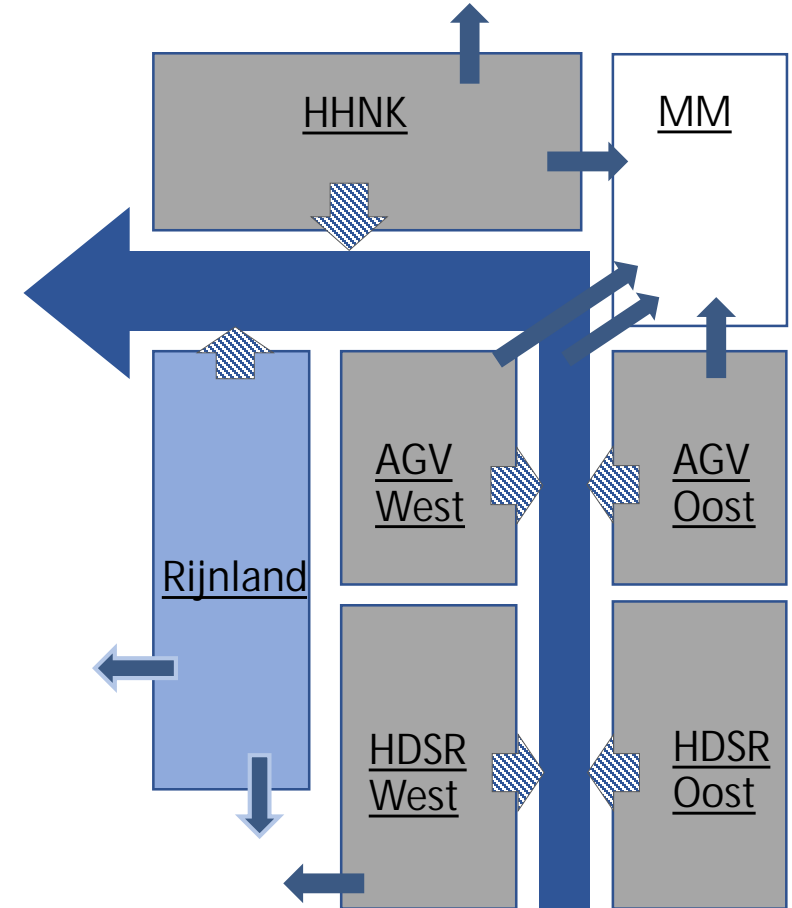 HHNK
MM
AGV
West
AGV
Oost
Rijnland
HDSR
West
HDSR
Oost